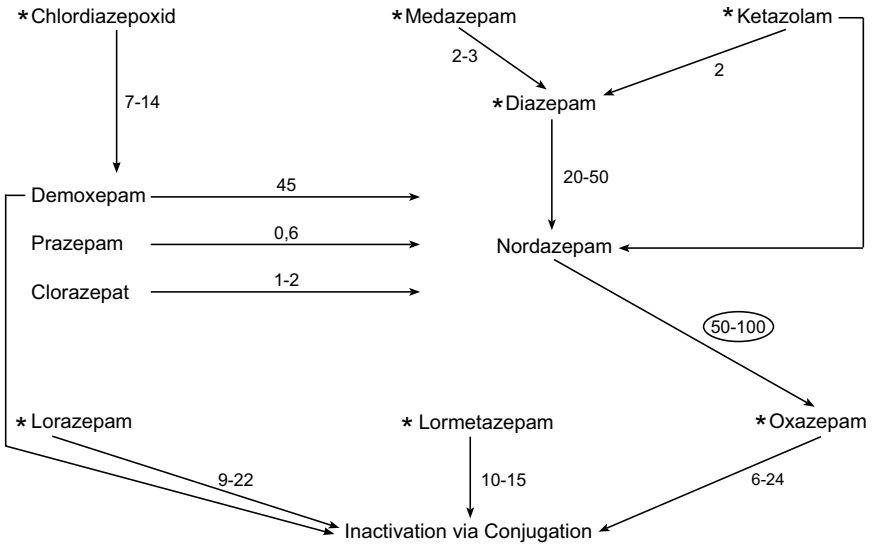 *Chlordiazepoxid
*Medazepam
*Ketazolam
2-3
2
7-14
*Diazepam
20-50
Demoxepam
45
Prazepam
0,6
Nordazepam
Clorazepat
1-2
50-100
*Lorazepam
* Lormetazepam
*Oxazepam
9-22
10-15
6-24
Inactivation via Conjugation